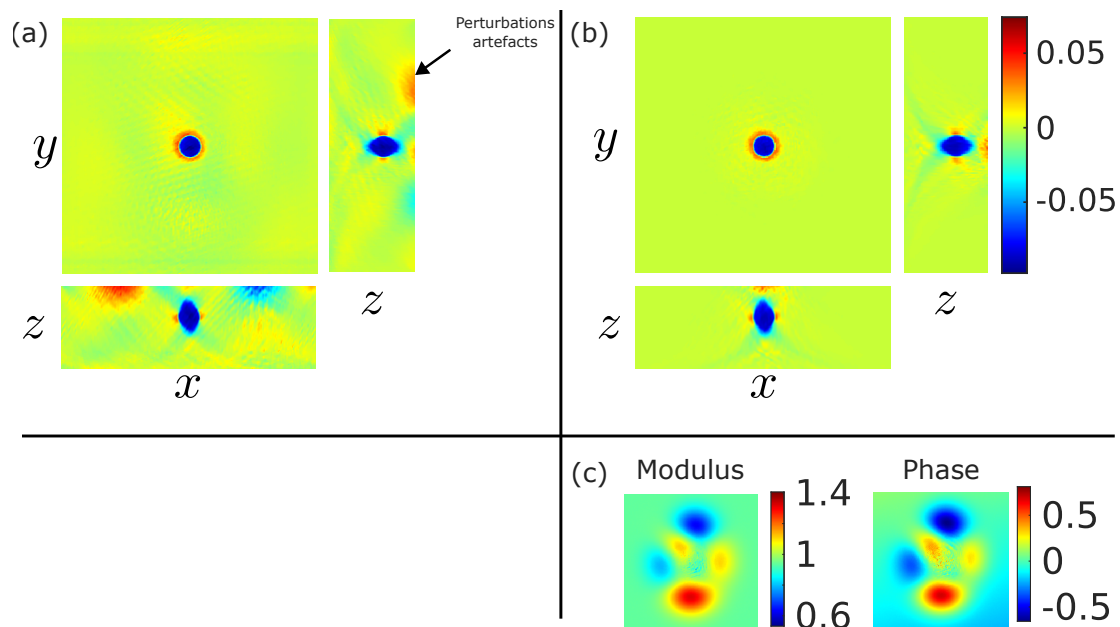 (a)
Perturbations
artefacts
y
z
z
x
(b)
0.05
0
-0.05
y
z
z
x
(c)
Modulus
1.4
1
0.6
Phase
0.5
0
-0.5